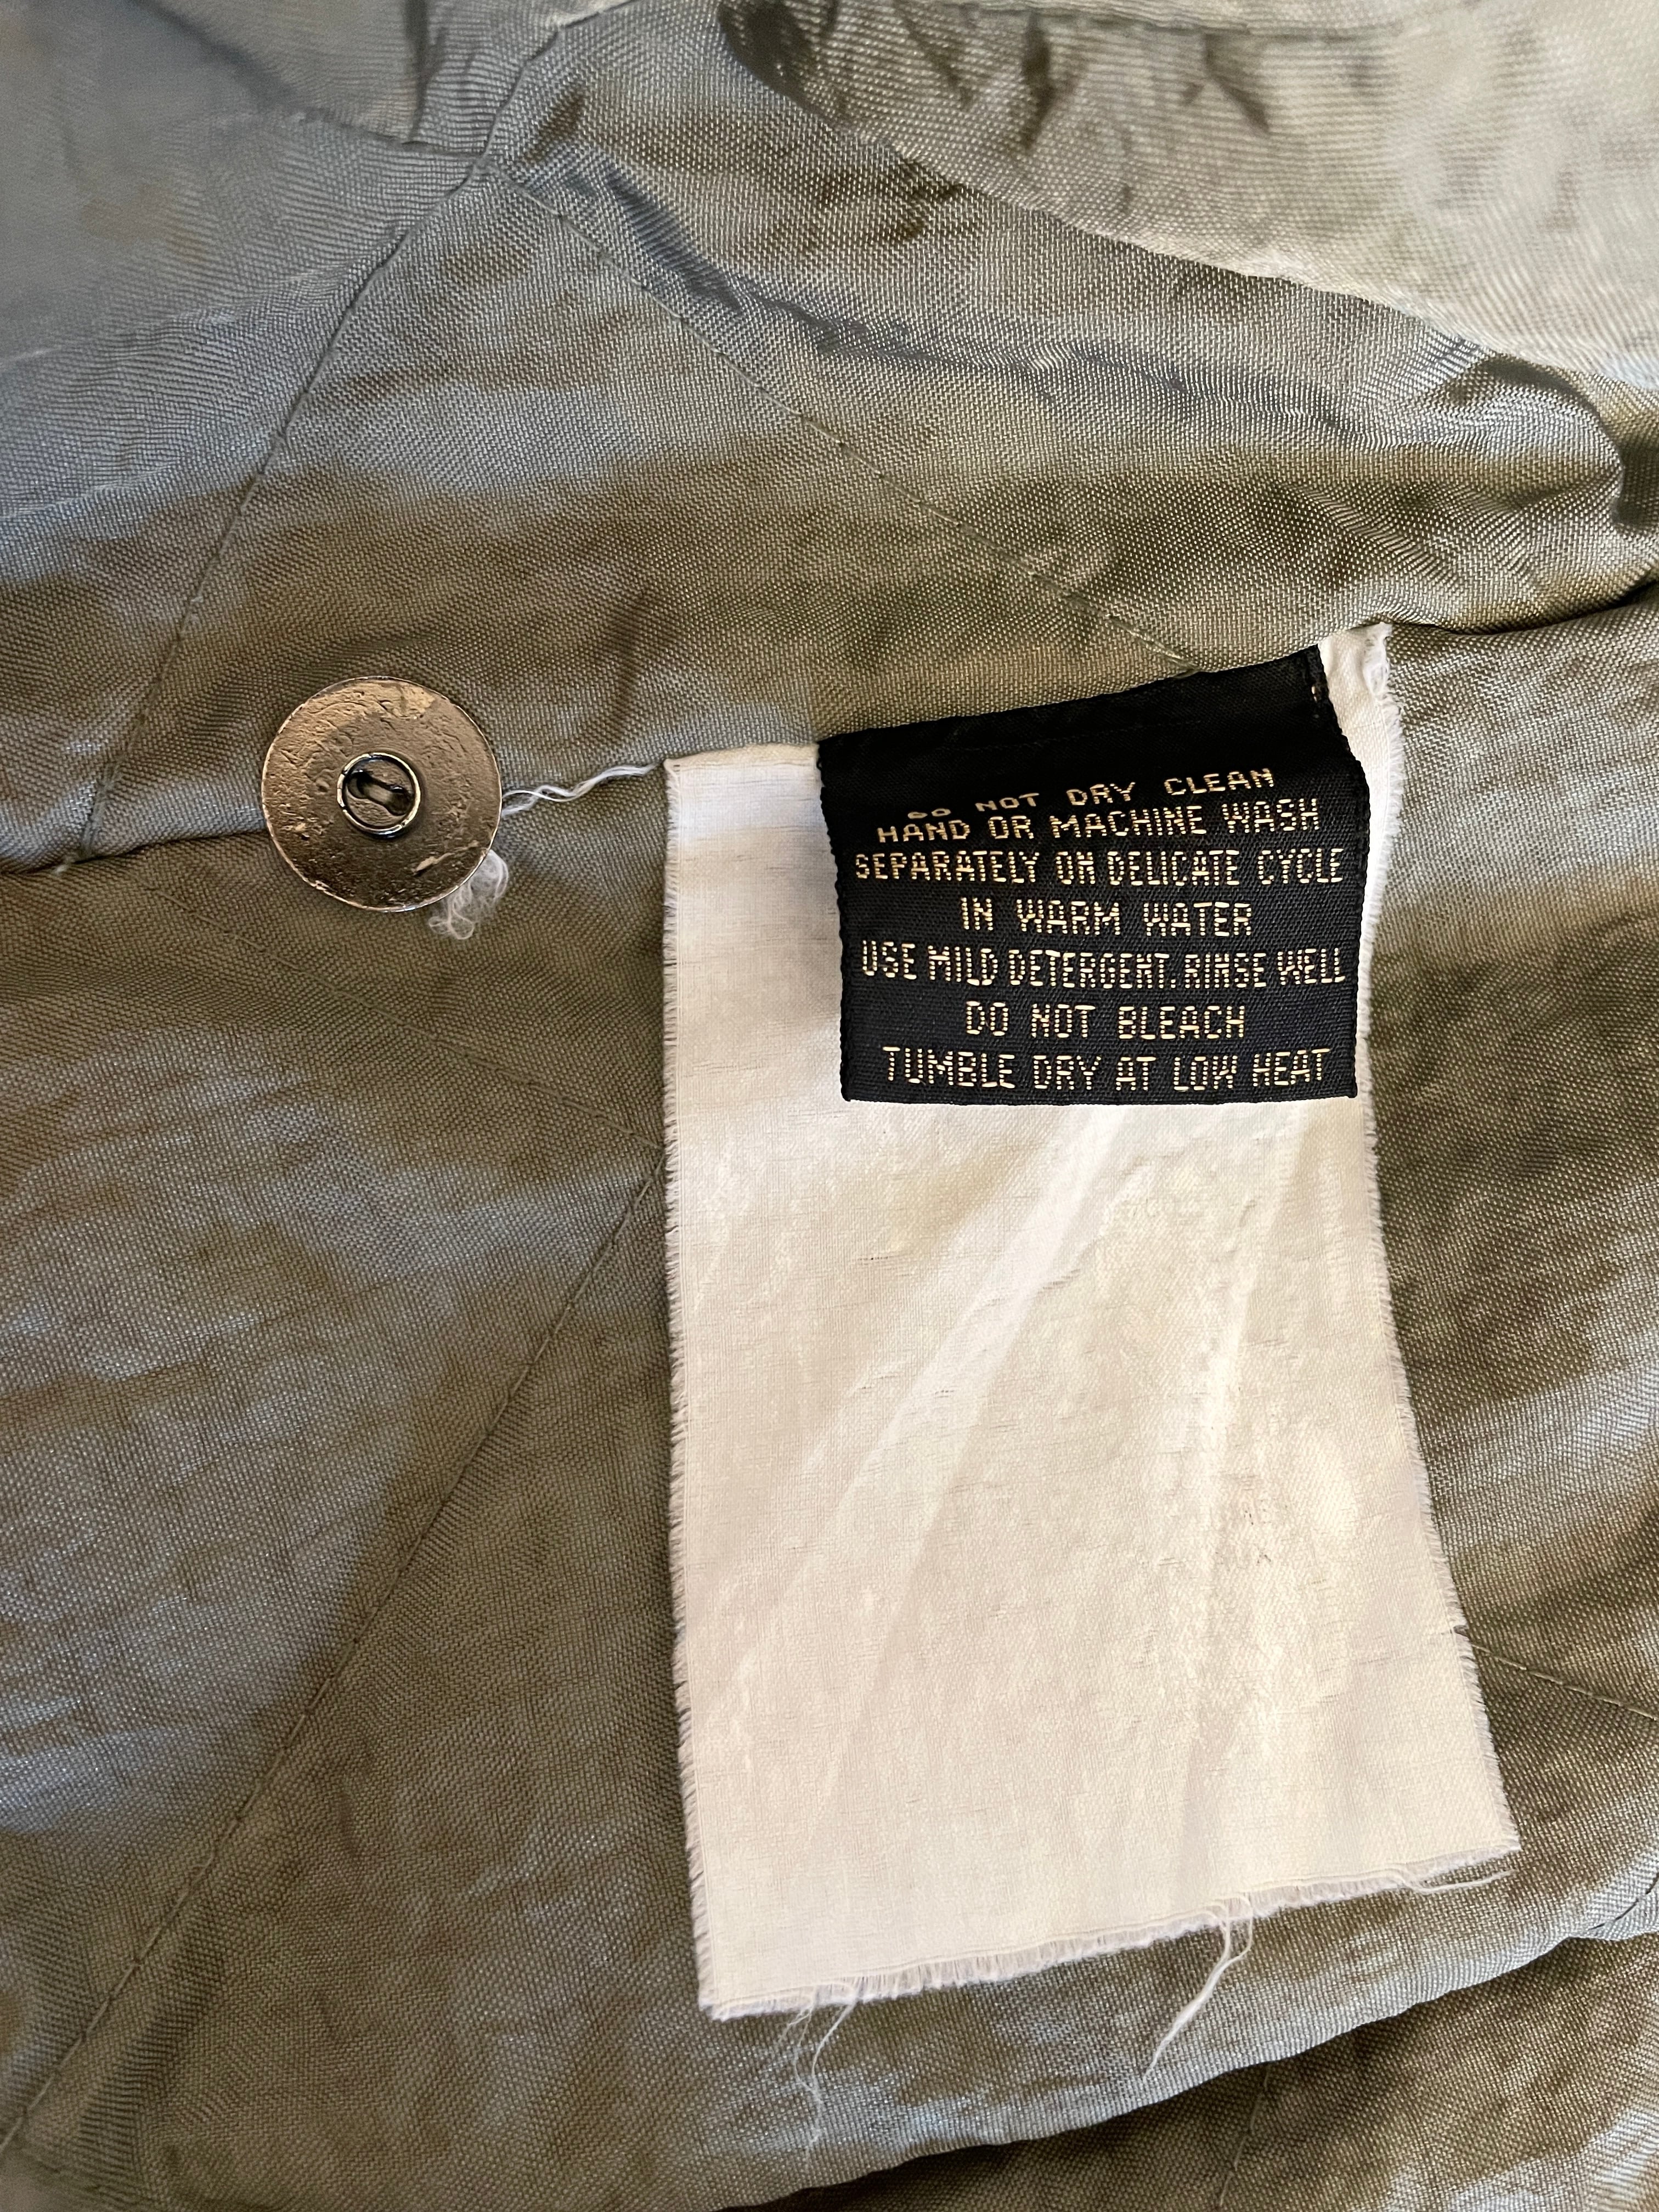 DO NOT DRY CLEAN
HAND OR MACHINE WASH
SEPARATELY ON DELICATE CYCLE
IN WARM WATER
USE MILD DETERGENT. RINSE WELL
DO NOT BLEACH
TUMBLE DRY AT LOW HEAT